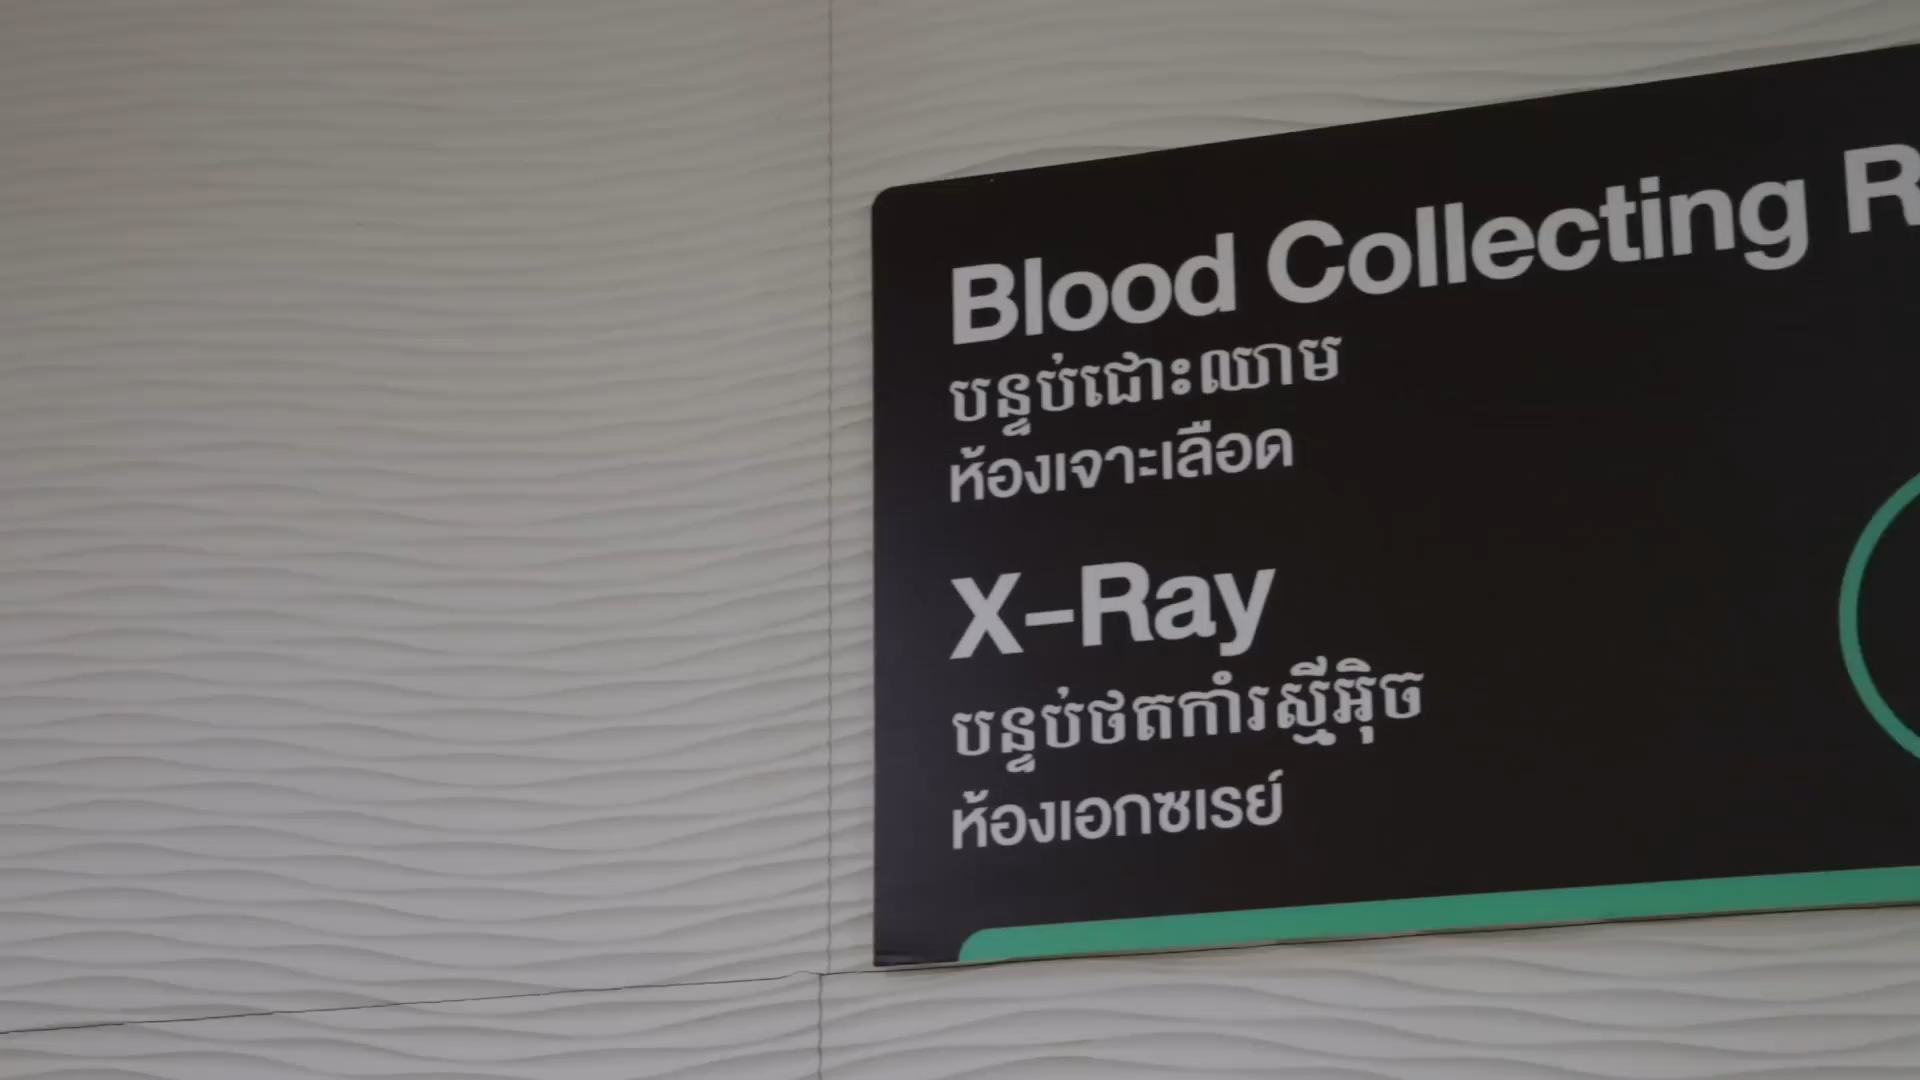 Blood Collecting R
បន្ទប់ជោះឈាម
ห้องเจาะเลือด
X-Ray
បន្ទប់ថតកាំរស្មីអ៊ិច
ห้องเอกซเรย์